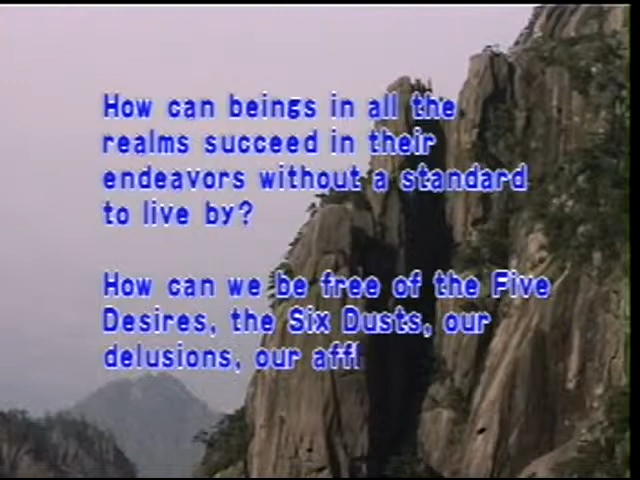 How can beings in all the
realms succeed in their
endeavors without a standard
to live by?
How can we be free of the Five
Desires, the Six Dusts, our
delusions, our affl